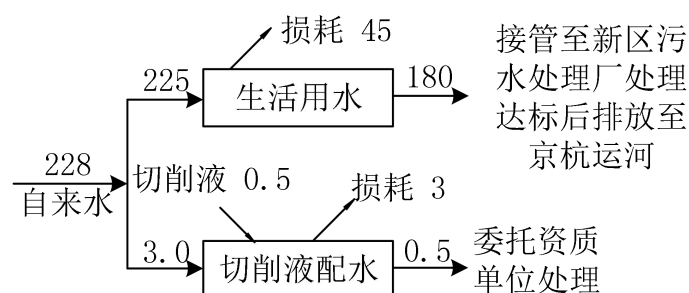 损耗 45
225
生活用水
180
接管至新区污
水处理厂处理
达标后排放至
京杭运河
228
自来水
切削液 0.5
损耗 3
3.0
切削液配水
0.5
委托资质
单位处理